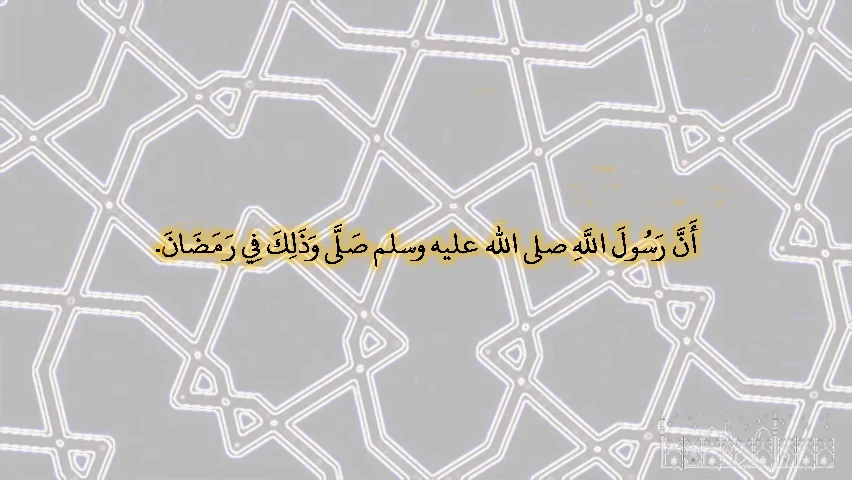 أَنَّ رَسُولَ اللَّهِ صلى الله عليه وسلم صَلَّى وَذَلِكَ فِي رَمَضَانَ.